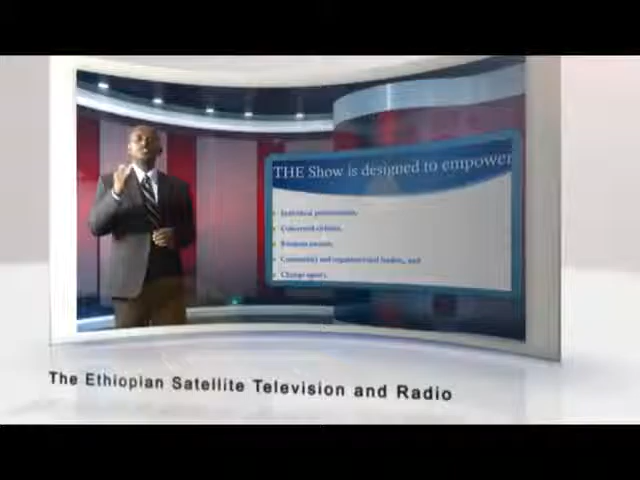 THE Show is designed to empower
Individual professionals,
Concerned citizens,
Business owners,
Community and organizational leaders, and
Change agents.
The Ethiopian Satellite Television and Radio